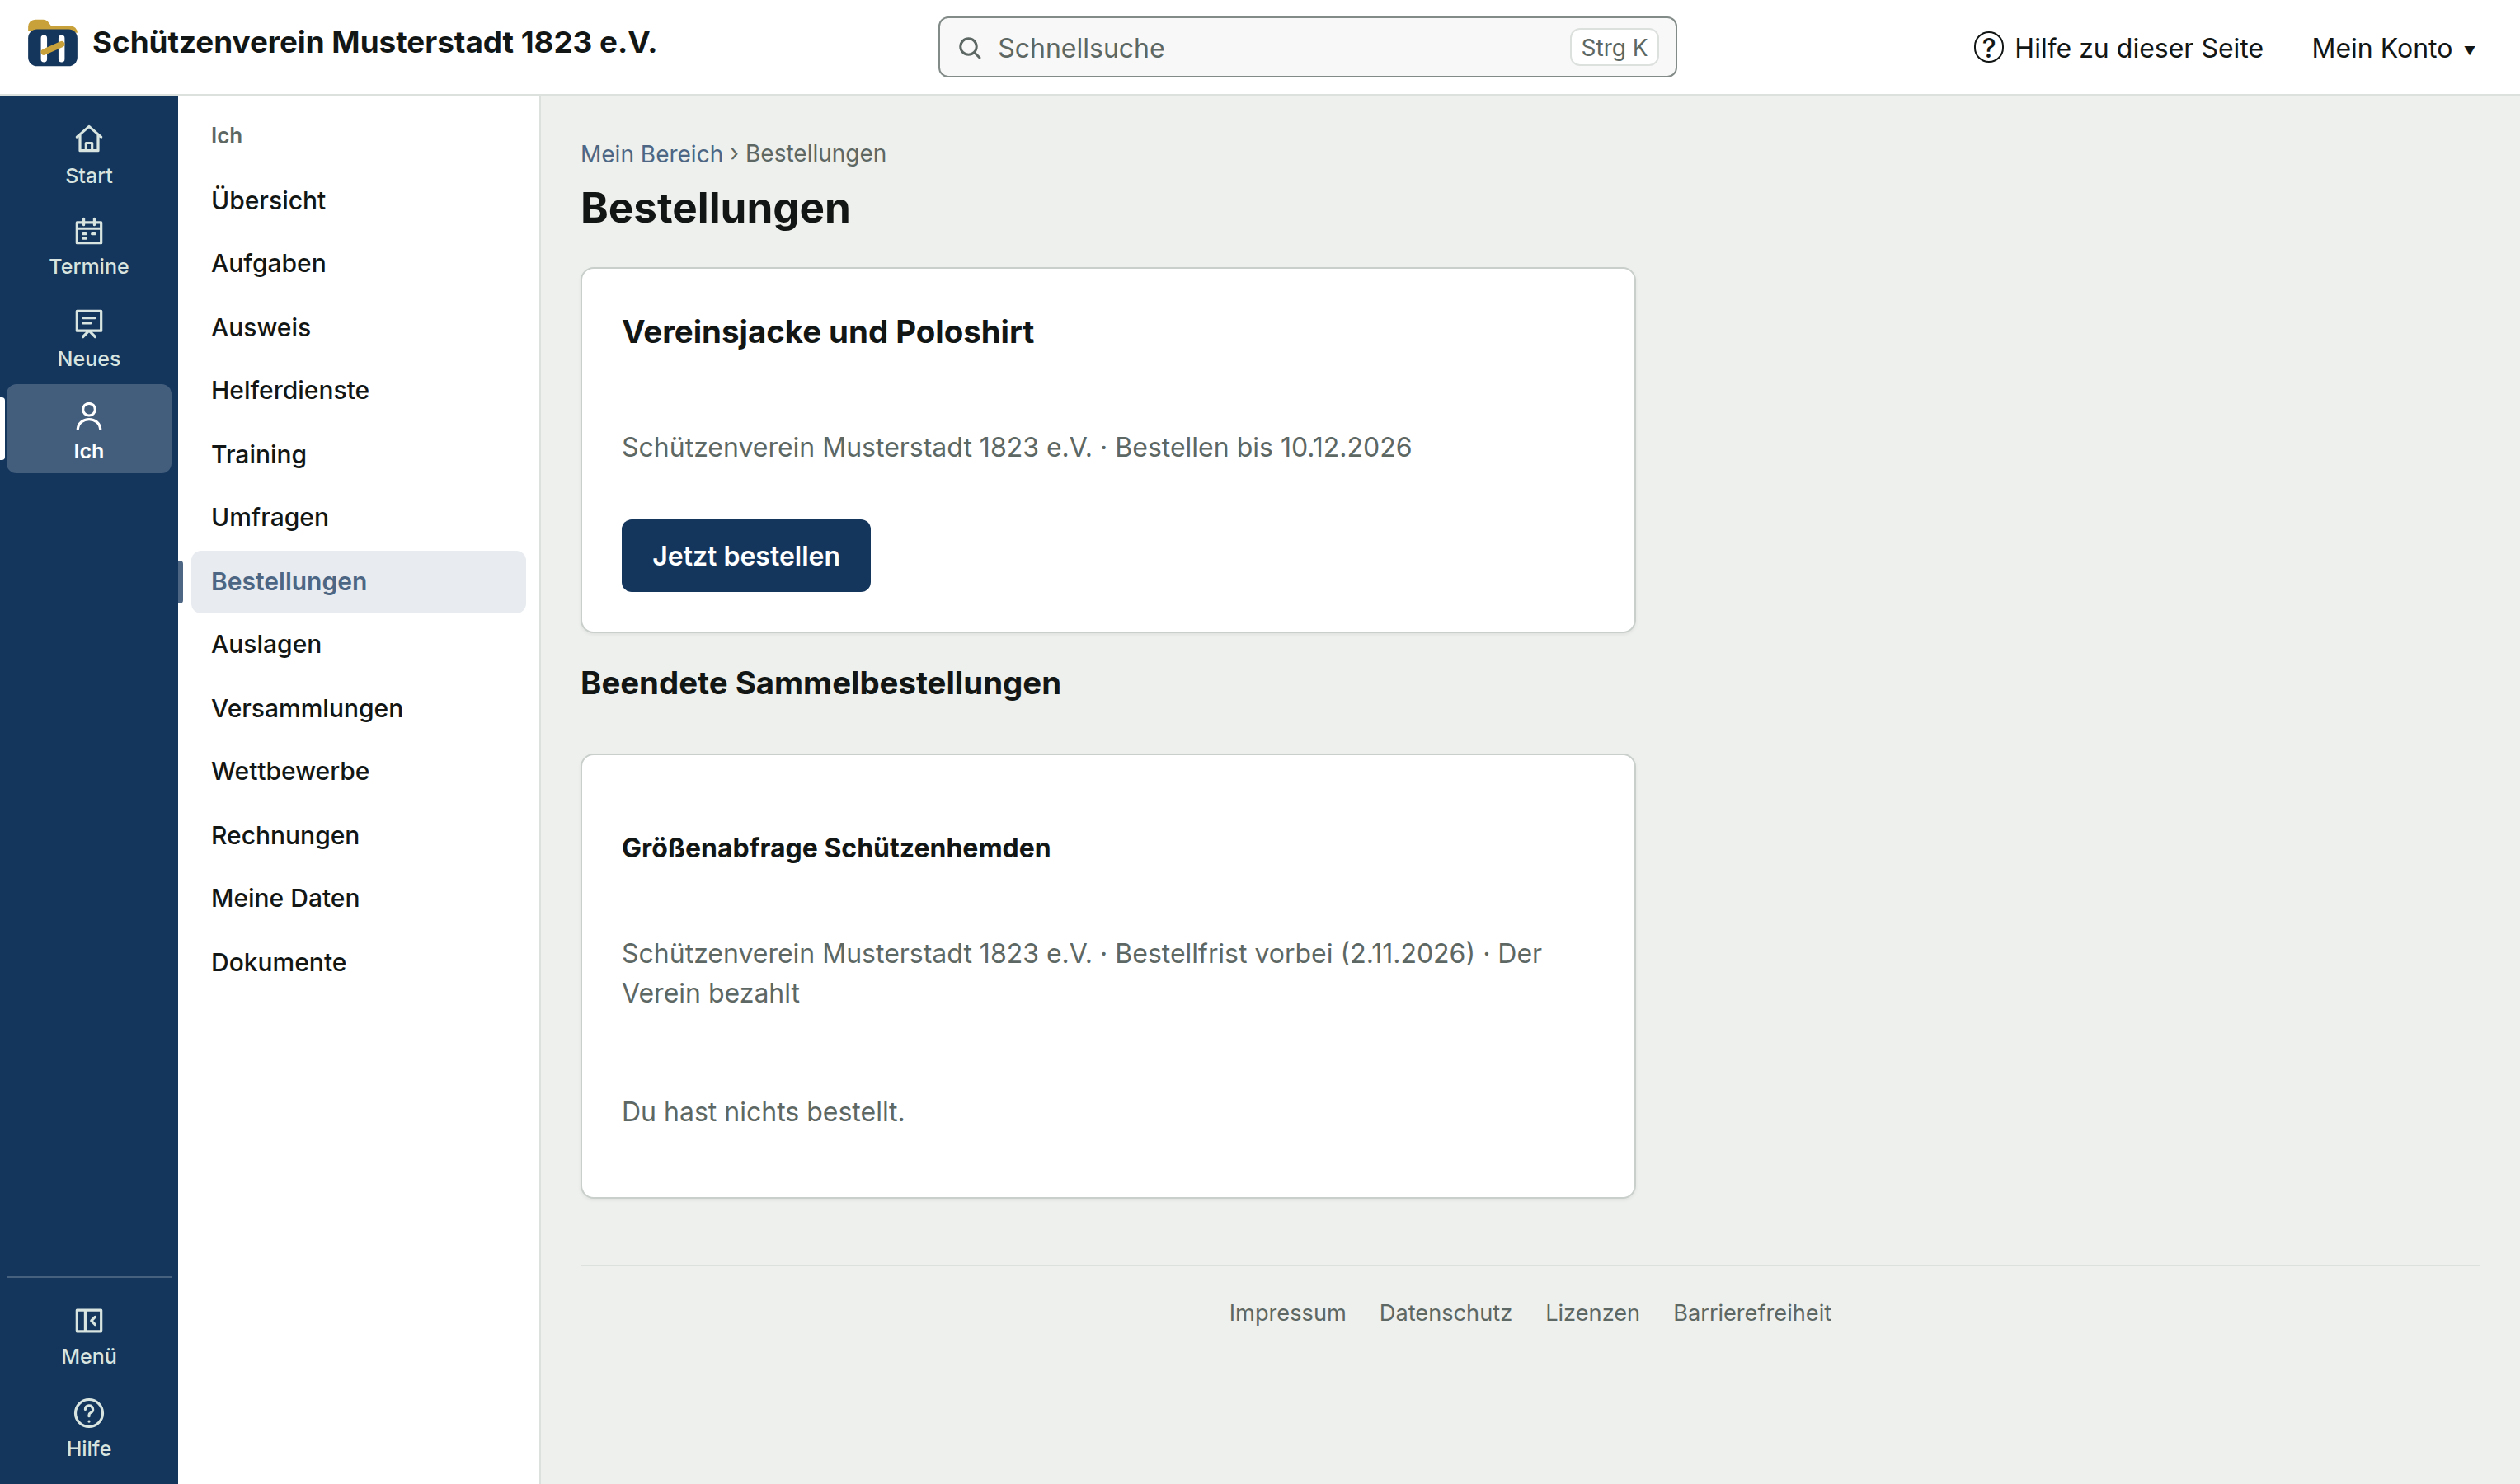 Schützenverein Musterstadt 1823 e.V.
Schnellsuche
Strg K
Hilfe zu dieser Seite
Mein Konto
Start
Termine
Neues
Ich
Menü
Hilfe
Ich
Übersicht
Aufgaben
Ausweis
Helferdienste
Training
Umfragen
Bestellungen
Auslagen
Versammlungen
Wettbewerbe
Rechnungen
Meine Daten
Dokumente
Mein Bereich › Bestellungen
Bestellungen
Vereinsjacke und Poloshirt
Schützenverein Musterstadt 1823 e.V. · Bestellen bis 10.12.2026
Jetzt bestellen
Beendete Sammelbestellungen
Größenabfrage Schützenhemden
Schützenverein Musterstadt 1823 e.V. · Bestellfrist vorbei (2.11.2026) · Der
Verein bezahlt
Du hast nichts bestellt.
Impressum
Datenschutz
Lizenzen
Barrierefreiheit